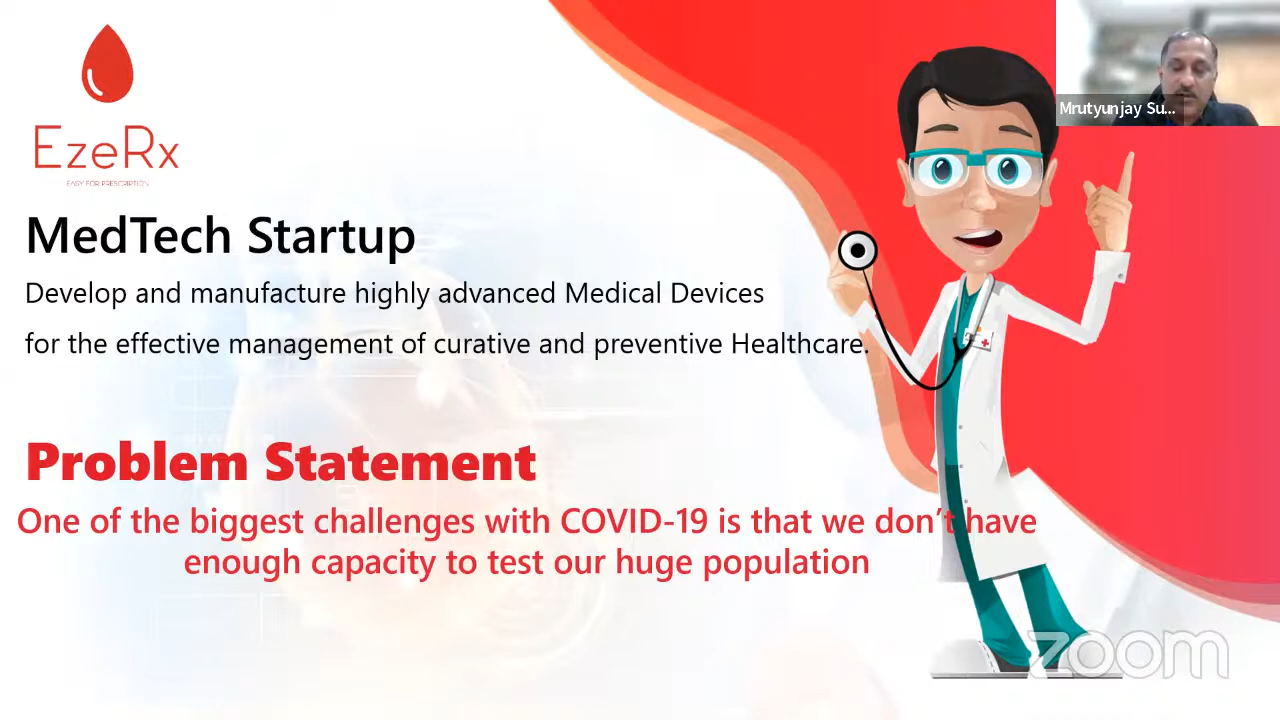 EzeRx
EASY FOR PRESCRIPTION
Mrutyunjay Su...
MedTech Startup
Develop and manufacture highly advanced Medical Devices
for the effective management of curative and preventive Healthcare.
Problem Statement
One of the biggest challenges with COVID-19 is that we don't have
enough capacity to test our huge population
zoom